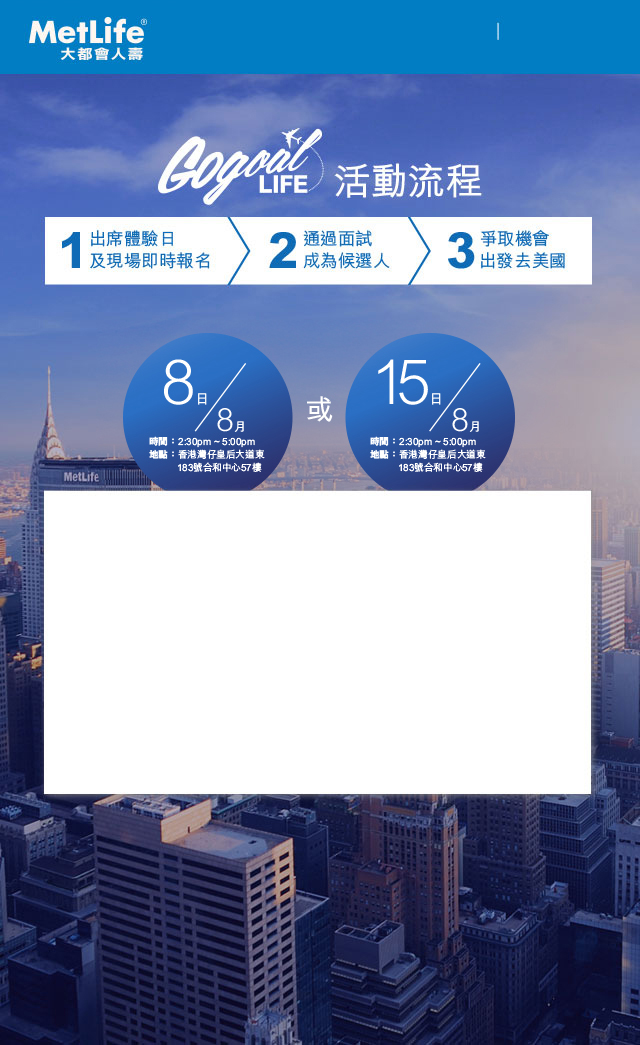 MetLife®
大都會人壽
Gogoal LIFE 活動流程
1 出席體驗日
及現場即時報名
2 通過面試
成為候選人
3 爭取機會
出發去美國
8日/8月
時間：2:30pm ~ 5:00pm
地點：香港灣仔皇后大道東
183號合和中心57樓
或
15日/8月
時間：2:30pm ~ 5:00pm
地點：香港灣仔皇后大道東
183號合和中心57樓
MetLife